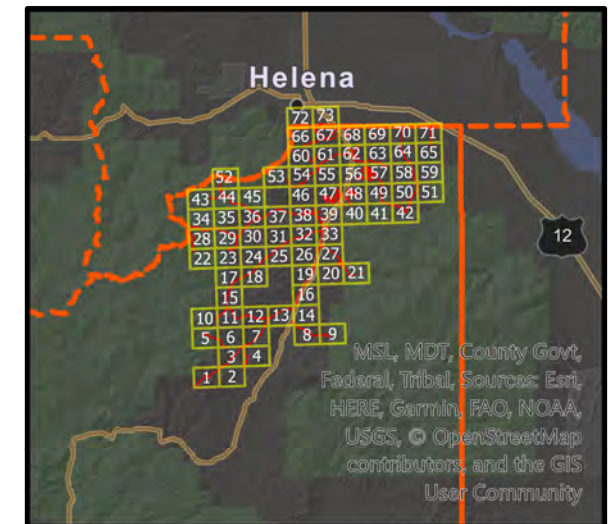 Helena
72 73
66 67 68 69 70 71
60 61 62 63 64 65
52 53 54 55 56 57 58 59
43 44 45 46 47 48 49 50 51
34 35 36 37 38 39 40 41 42
28 29 30 31 32 33
22 23 24 25 26 27
17 18 19 20 21
15 16
10 11 12 13 14
5 6 7 8 9
3 4
1 2
12
MSL, MDT, County Govt,
Federal, Tribal, Sources: Esri,
HERE, Garmin, FAO, NOAA,
USGS, © OpenStreetMap
contributors, and the GIS
User Community